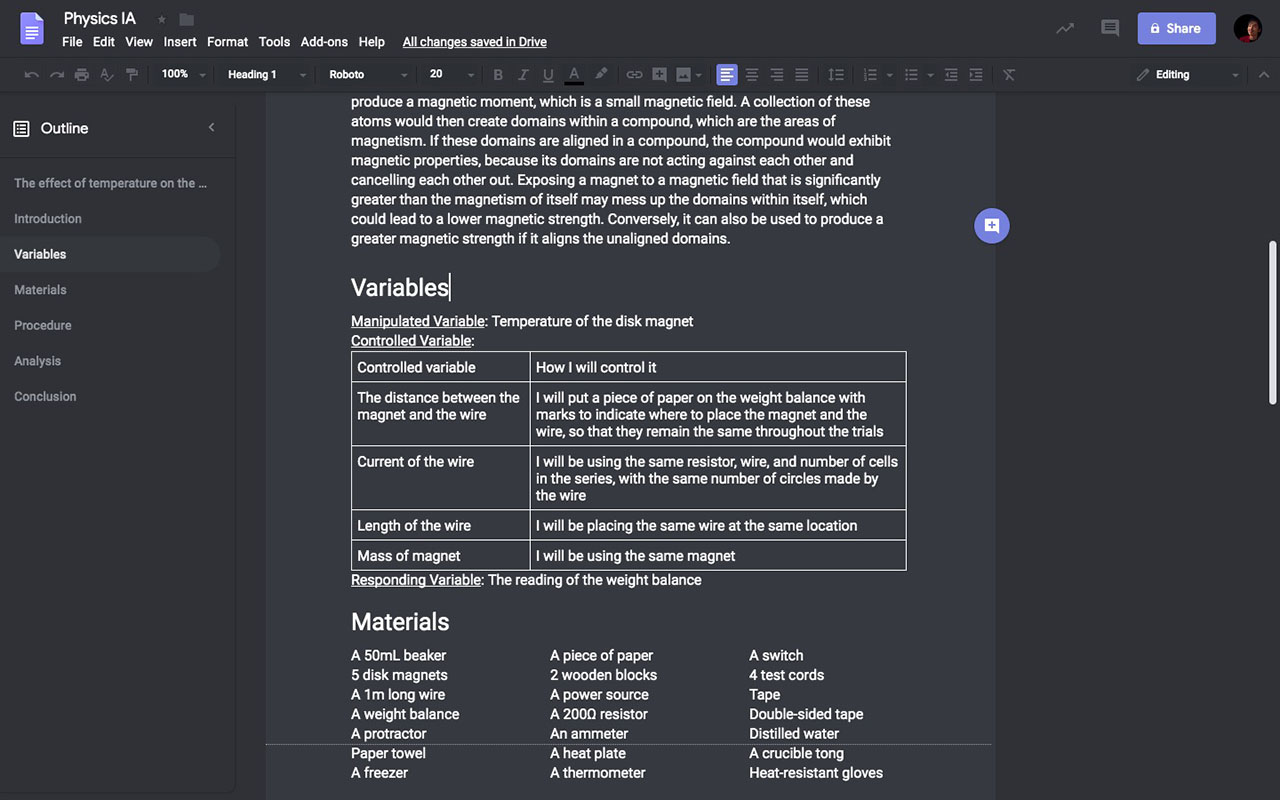 Physics IA
File Edit View Insert Format Tools Add-ons Help All changes saved in Drive
Share
100% Heading 1 Roboto 20 B I U A Editing
Outline
The effect of temperature on the ...
Introduction
Variables
Materials
Procedure
Analysis
Conclusion
produce a magnetic moment, which is a small magnetic field. A collection of these
atoms would then create domains within a compound, which are the areas of
magnetism. If these domains are aligned in a compound, the compound would exhibit
magnetic properties, because its domains are not acting against each other and
cancelling each other out. Exposing a magnet to a magnetic field that is significantly
greater than the magnetism of itself may mess up the domains within itself, which
could lead to a lower magnetic strength. Conversely, it can also be used to produce a
greater magnetic strength if it aligns the unaligned domains.
Variables
Manipulated Variable: Temperature of the disk magnet
Controlled Variable:
Controlled variable How I will control it
The distance between the
magnet and the wire
I will put a piece of paper on the weight balance with
marks to indicate where to place the magnet and the
wire, so that they remain the same throughout the trials
Current of the wire
I will be using the same resistor, wire, and number of cells
in the series, with the same number of circles made by
the wire
Length of the wire I will be placing the same wire at the same location
Mass of magnet I will be using the same magnet
Responding Variable: The reading of the weight balance
Materials
A 50mL beaker A piece of paper A switch
5 disk magnets 2 wooden blocks 4 test cords
A 1m long wire A power source Tape
A weight balance A 200Ω resistor Double-sided tape
A protractor An ammeter Distilled water
Paper towel A heat plate A crucible tong
A freezer A thermometer Heat-resistant gloves